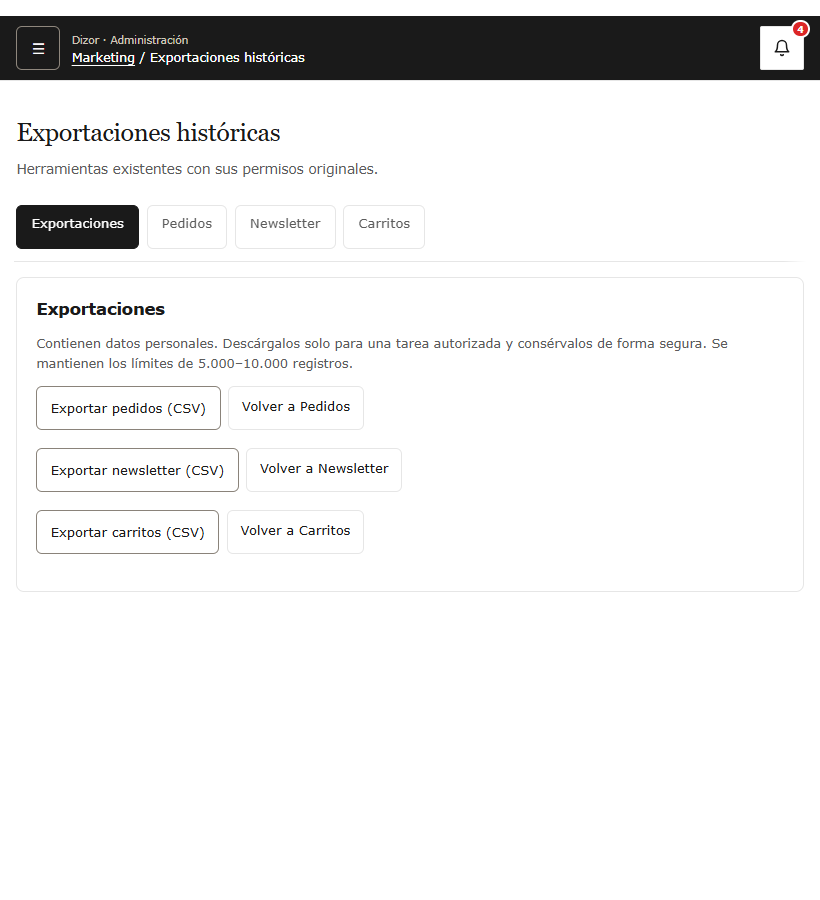 ☰
Dizor · Administración
Marketing / Exportaciones históricas
4
Exportaciones históricas
Herramientas existentes con sus permisos originales.
Exportaciones
Pedidos
Newsletter
Carritos
Exportaciones
Contienen datos personales. Descárgalos solo para una tarea autorizada y consérvalos de forma segura. Se
mantienen los límites de 5.000–10.000 registros.
Exportar pedidos (CSV)
Volver a Pedidos
Exportar newsletter (CSV)
Volver a Newsletter
Exportar carritos (CSV)
Volver a Carritos